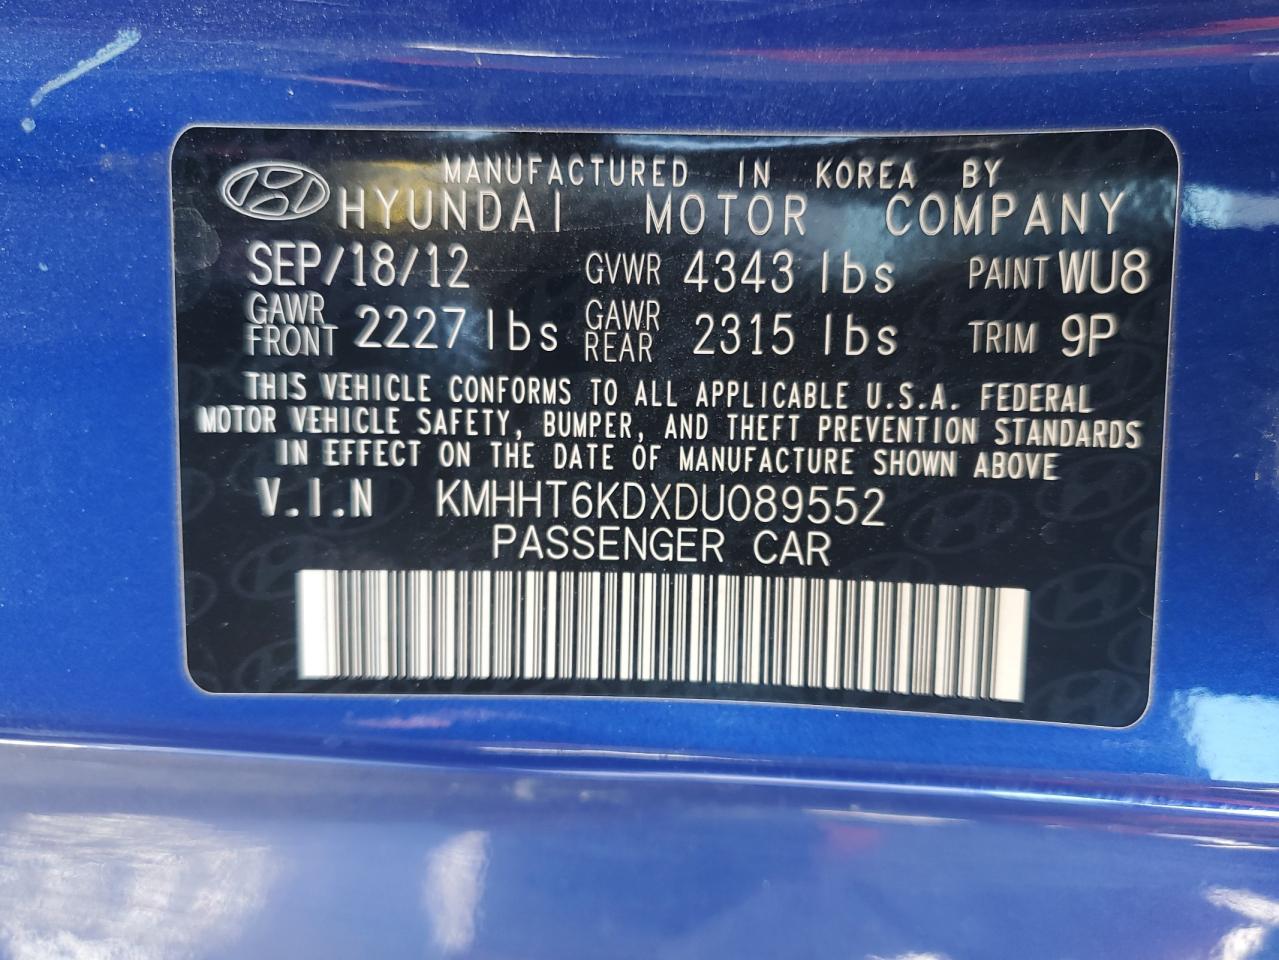 MANUFACTURED IN KOREA BY
HYUNDAI MOTOR COMPANY
SEP/18/12 GVWR 4343 lbs PAINT WU8
GAWR FRONT 2227 lbs GAWR REAR 2315 lbs TRIM 9P
THIS VEHICLE CONFORMS TO ALL APPLICABLE U.S.A. FEDERAL
MOTOR VEHICLE SAFETY, BUMPER, AND THEFT PREVENTION STANDARDS
IN EFFECT ON THE DATE OF MANUFACTURE SHOWN ABOVE
V.I.N KMHHT6KDXDU089552
PASSENGER CAR